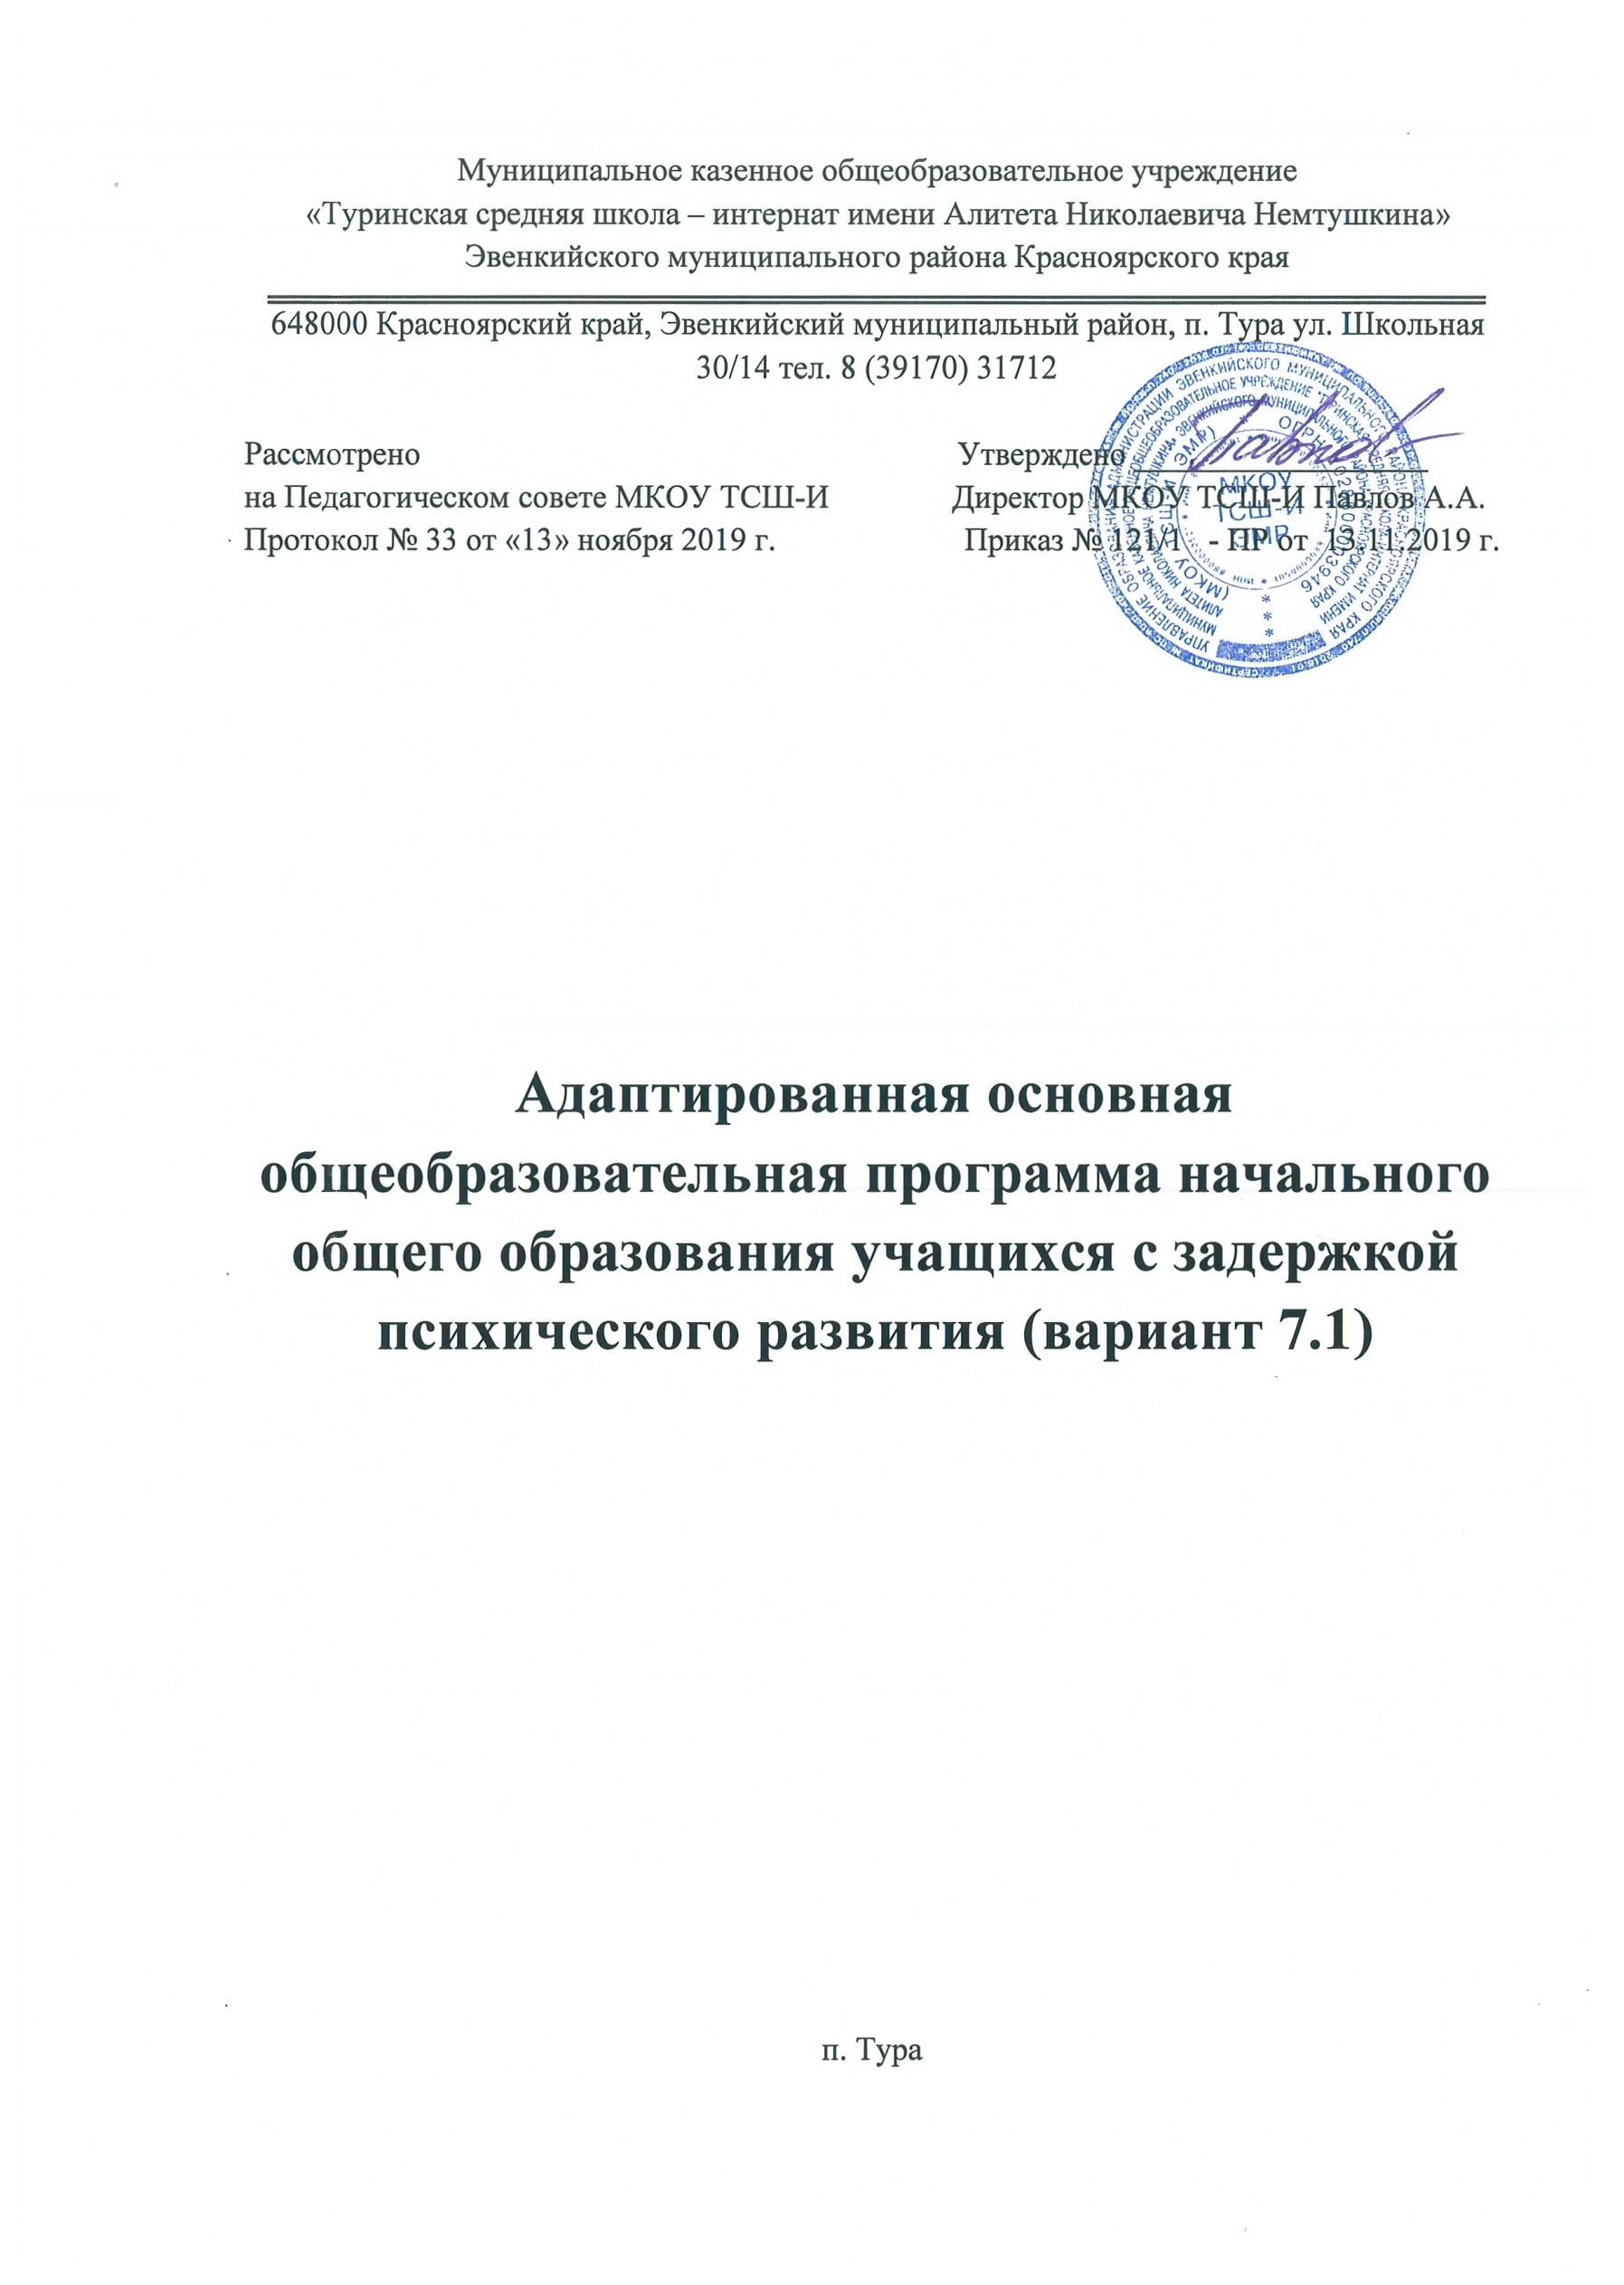 Муниципальное казенное общеобразовательное учреждение
«Туринская средняя школа – интернат имени Алитета Николаевича Немтушкина»
Эвенкийского муниципального района Красноярского края
648000 Красноярский край, Эвенкийский муниципальный район, п. Тура ул. Школьная
30/14 тел. 8 (39170) 31712
Рассмотрено Утверждено
на Педагогическом совете МКОУ ТСШ-И Директор МКОУ ТСШ-И Павлов А.А.
Протокол № 33 от «13» ноября 2019 г. Приказ № 121/1 - ПР от 13.11.2019 г.
МКОУ
ТСШ-И
ЭМР
Адаптированная основная
общеобразовательная программа начального
общего образования учащихся с задержкой
психического развития (вариант 7.1)
п. Тура